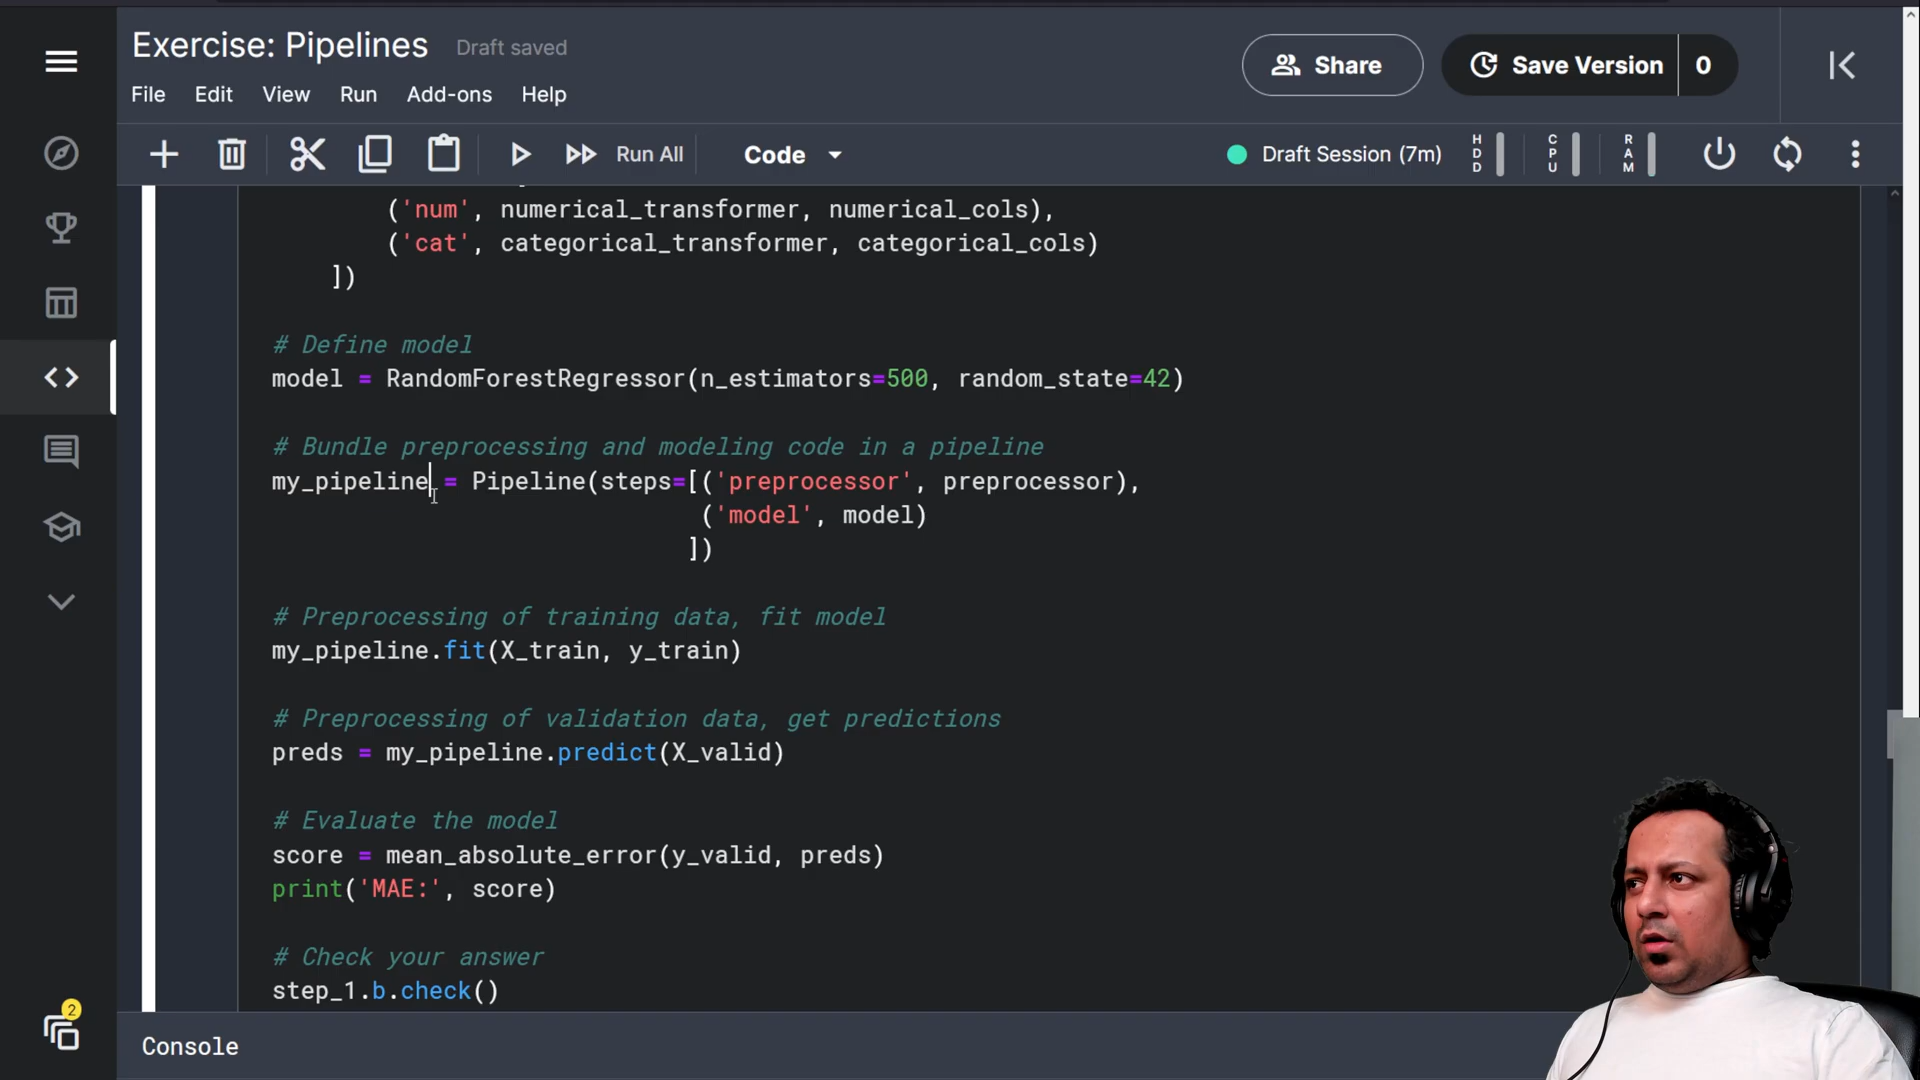 Exercise: Pipelines Draft saved
Share
Save Version 0
File Edit View Run Add-ons Help
Run All
Code
Draft Session (7m)
HDD
CPU
RAM
('num', numerical_transformer, numerical_cols),
('cat', categorical_transformer, categorical_cols)
])
# Define model
model = RandomForestRegressor(n_estimators=500, random_state=42)
# Bundle preprocessing and modeling code in a pipeline
my_pipeline = Pipeline(steps=[('preprocessor', preprocessor),
('model', model)
])
# Preprocessing of training data, fit model
my_pipeline.fit(X_train, y_train)
# Preprocessing of validation data, get predictions
preds = my_pipeline.predict(X_valid)
# Evaluate the model
score = mean_absolute_error(y_valid, preds)
print('MAE:', score)
# Check your answer
step_1.b.check()
2
Console